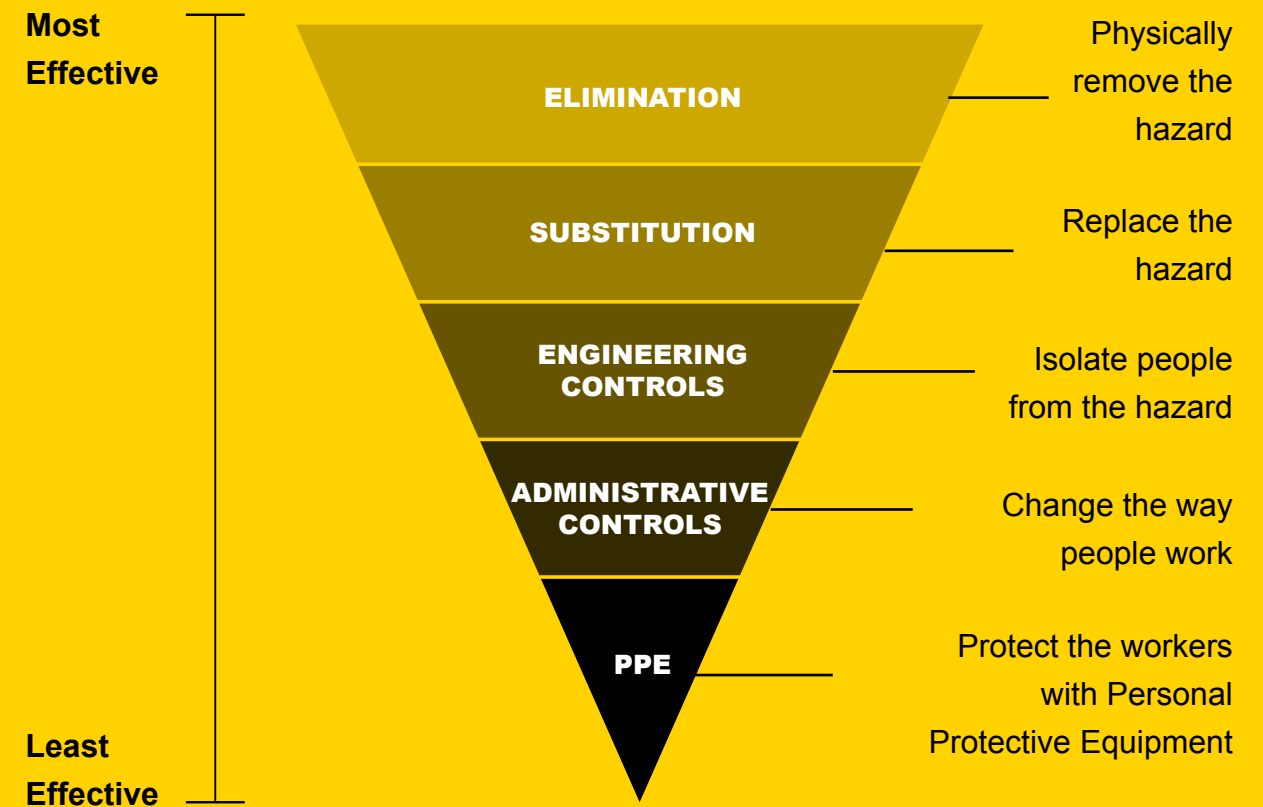 Most
Effective
ELIMINATION
Physically
remove the
hazard
SUBSTITUTION
Replace the
hazard
ENGINEERING
CONTROLS
Isolate people
from the hazard
ADMINISTRATIVE
CONTROLS
Change the way
people work
PPE
Protect the workers
with Personal
Protective Equipment
Least
Effective